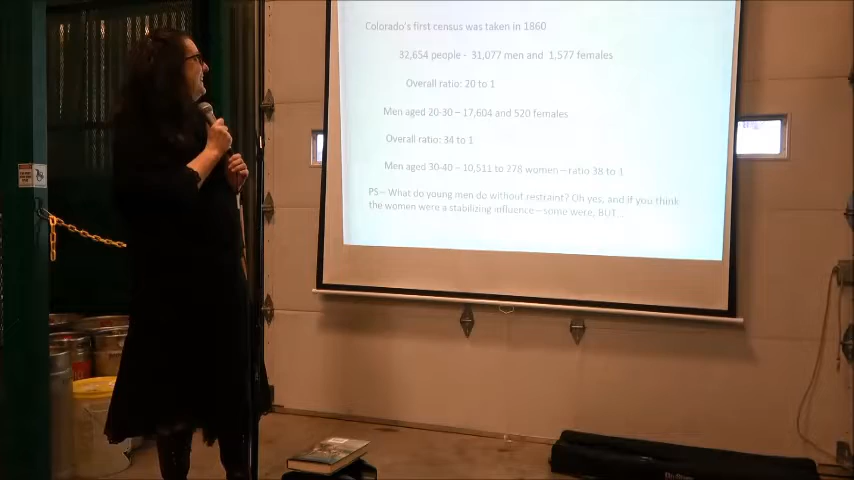 Colorado's first census was taken in 1860
32,654 people - 31,077 men and 1,577 females
Overall ratio: 20 to 1
Men aged 20-30 – 17,604 and 520 females
Overall ratio: 34 to 1
Men aged 30-40 – 10,511 to 278 women – ratio 38 to 1
PS – What do young men do without restraint? Oh yes, and if you think
the women were a stabilizing influence – some were, BUT...